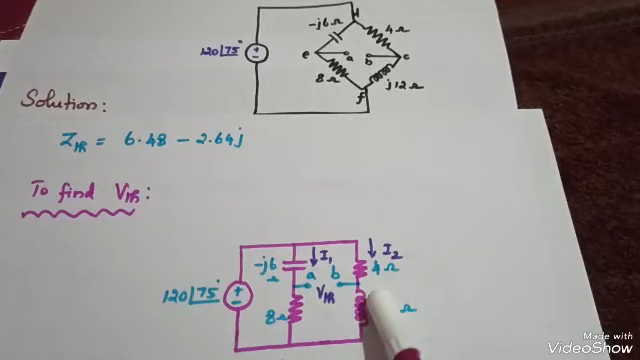 d
-j6Ω
4Ω
120∠75°
+
-
e
a
b
c
8Ω
j12Ω
f
Solution:
Z_TH = 6.48 - 2.64j
To find V_TH:
I₁
I₂
-j6
Ω
a
b
4Ω
120∠75°
+
-
V_TH
8Ω
Ω
Made with
VideoShow